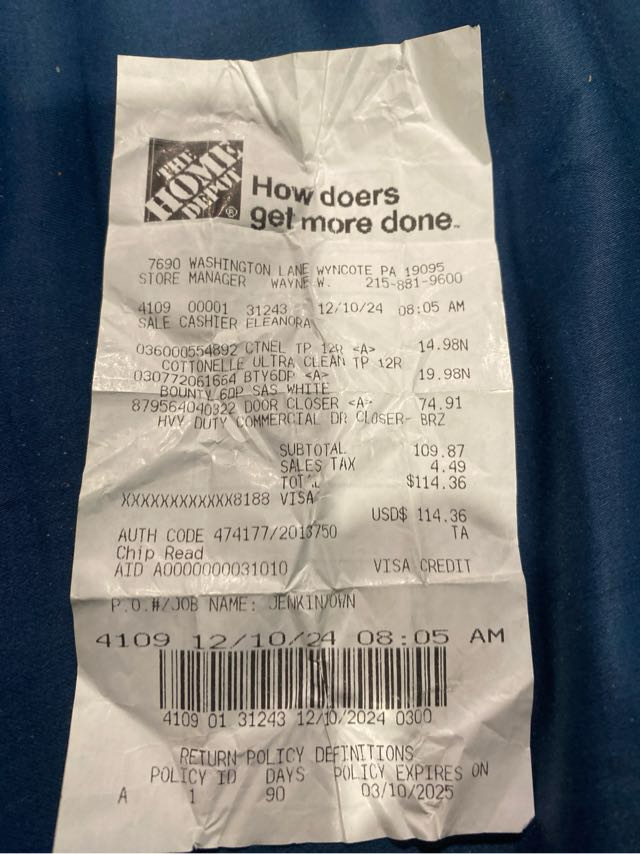 THE
HOME
DEPOT®
How doers
get more done.™
7690 WASHINGTON LANE WYNCOTE PA 19095
STORE MANAGER WAYNE W. 215-881-9600
4109 00001 31243 12/10/24 08:05 AM
SALE CASHIER ELEANORA
036000554892 CTNEL TP 12R <A> 14.98N
COTTONELLE ULTRA CLEAN TP 12R
030772061664 BTY6DP <A> 19.98N
BOUNTY 6DP SAS WHITE
879564040322 DOOR CLOSER <A> 74.91
HVY DUTY COMMERCIAL DR CLOSER- BRZ
SUBTOTAL 109.87
SALES TAX 4.49
TOTAL $114.36
XXXXXXXXXXXX8188 VISA
USD$ 114.36
AUTH CODE 474177/2013750 TA
Chip Read
AID A0000000031010 VISA CREDIT
P.O.#/JOB NAME:
4109 12/10/24 08:05 AM
4109 01 31243 12/10/2024 0300
RETURN POLICY DEFINITIONS
POLICY ID DAYS POLICY EXPIRES ON
A 1 90 03/10/2025